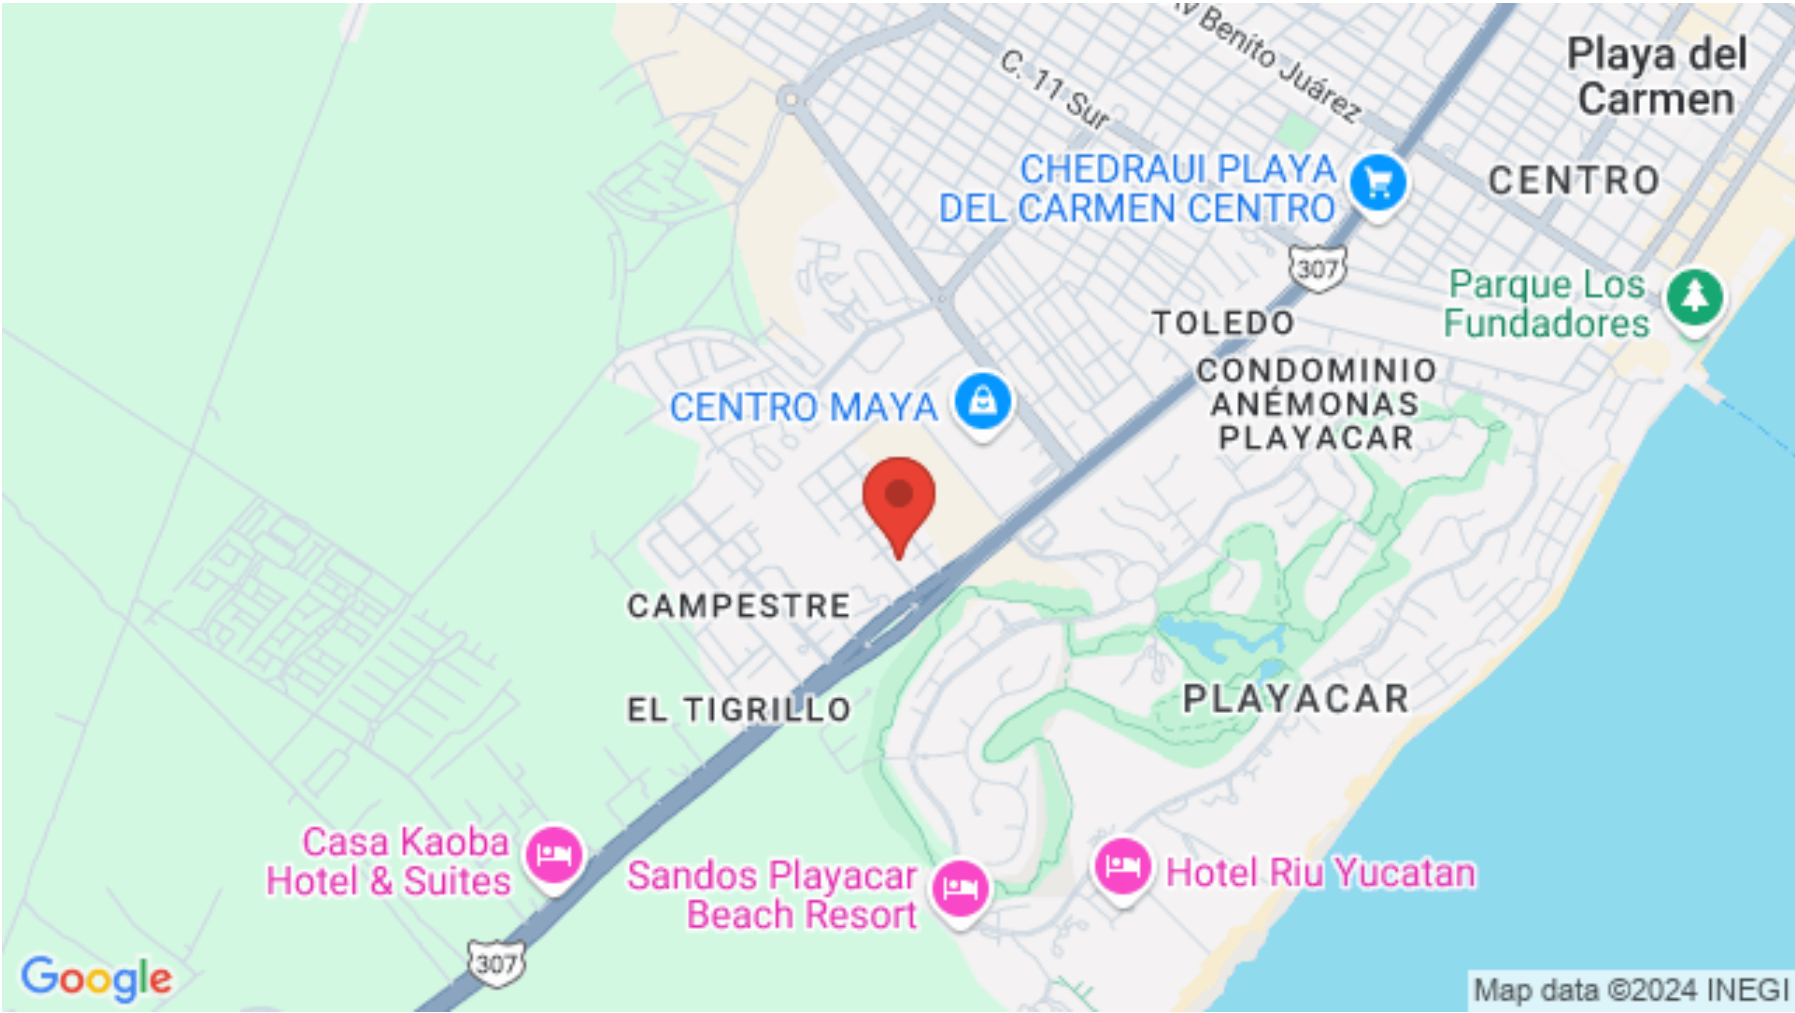 Av Benito Juárez
Playa del
Carmen
C. 11 Sur
CHEDRAUI PLAYA
DEL CARMEN CENTRO
CENTRO
307
Parque Los
Fundadores
TOLEDO
CONDOMINIO
ANÉMONAS
PLAYACAR
CENTRO MAYA
CAMPESTRE
EL TIGRILLO
PLAYACAR
Casa Kaoba
Hotel & Suites
Sandos Playacar
Beach Resort
Hotel Riu Yucatan
307
Google
Map data ©2024 INEGI